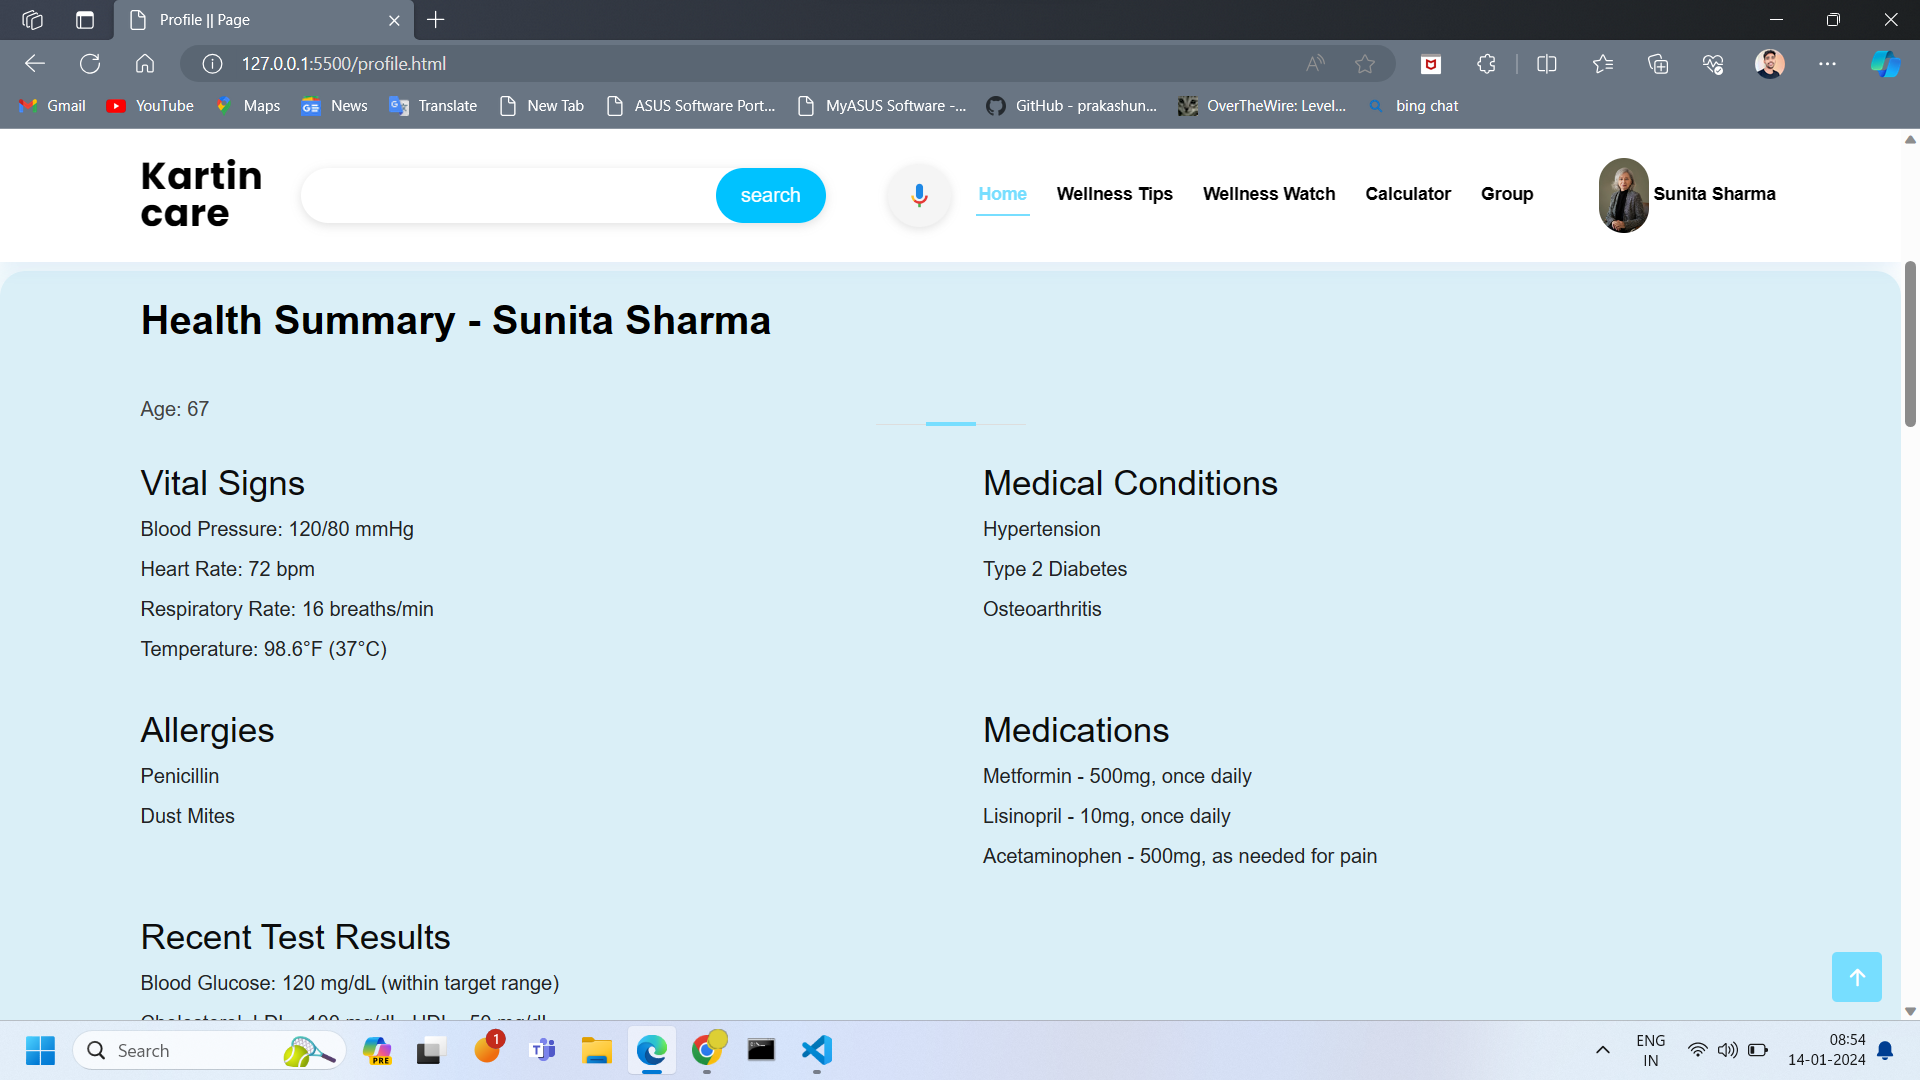 Profile || Page
127.0.0.1:5500/profile.html
Gmail YouTube Maps News Translate New Tab ASUS Software Port... MyASUS Software -... GitHub - prakashun... OverTheWire: Level... bing chat
Kartin
care
search
Home Wellness Tips Wellness Watch Calculator Group Sunita Sharma
Health Summary - Sunita Sharma
Age: 67
Vital Signs
Blood Pressure: 120/80 mmHg
Heart Rate: 72 bpm
Respiratory Rate: 16 breaths/min
Temperature: 98.6°F (37°C)
Medical Conditions
Hypertension
Type 2 Diabetes
Osteoarthritis
Allergies
Penicillin
Dust Mites
Medications
Metformin - 500mg, once daily
Lisinopril - 10mg, once daily
Acetaminophen - 500mg, as needed for pain
Recent Test Results
Blood Glucose: 120 mg/dL (within target range)
Search
PRE
1
ENG
IN
08:54
14-01-2024